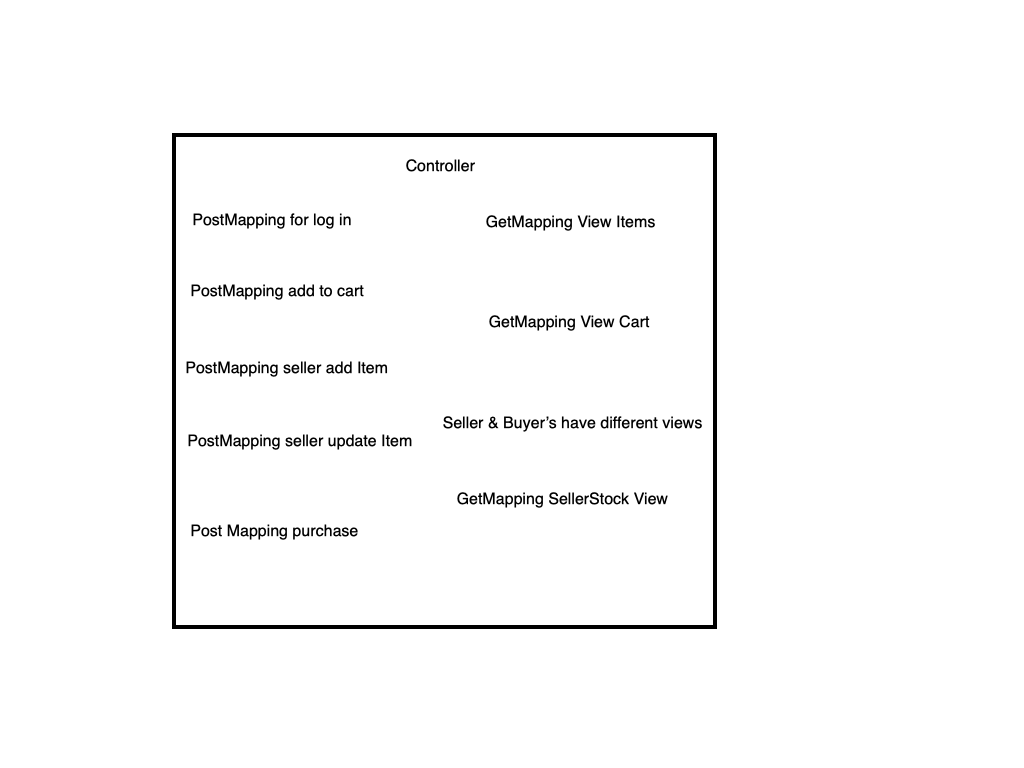 Controller
PostMapping for log in
GetMapping View Items
PostMapping add to cart
GetMapping View Cart
PostMapping seller add Item
Seller & Buyer’s have different views
PostMapping seller update Item
GetMapping SellerStock View
Post Mapping purchase